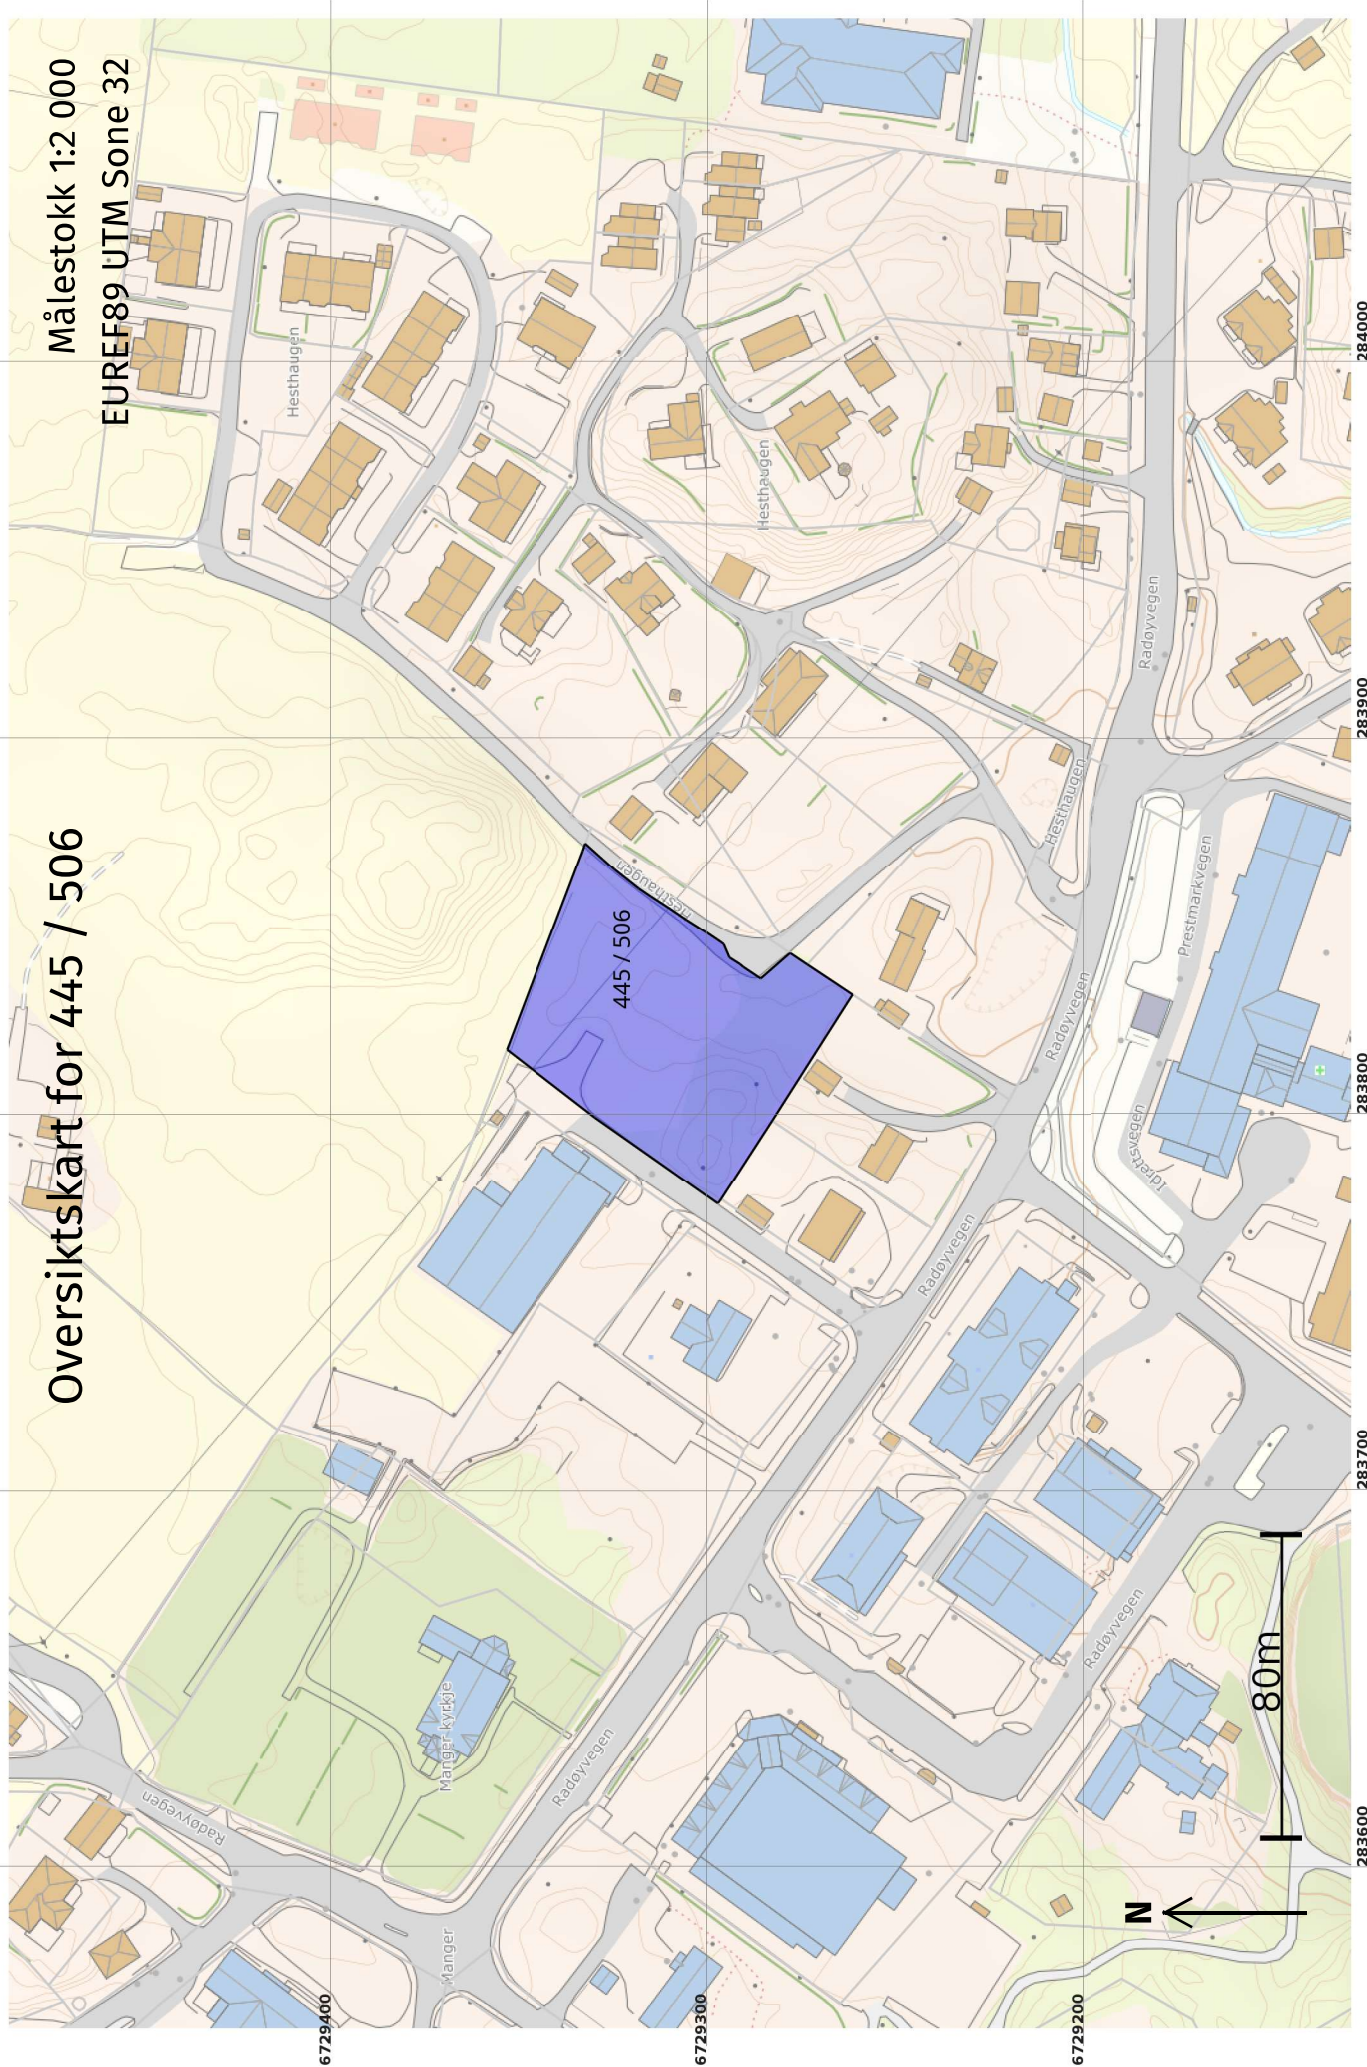 Oversiktskart for 445 / 506
Målestokk 1:2 000
EUREF89 UTM Sone 32
Hesthaugen
Hesthaugen
Hesthaugen
Hesthaugen
445 / 506
Radøyvegen
Radøyvegen
Radøyvegen
Radøyvegen
Radøyvegen
Radøyvegen
Prestmarkvegen
Idrettsvegen
Manger kyrkje
Manger
284000
283900
283800
283700
283600
6729400
6729300
6729200
80m
N